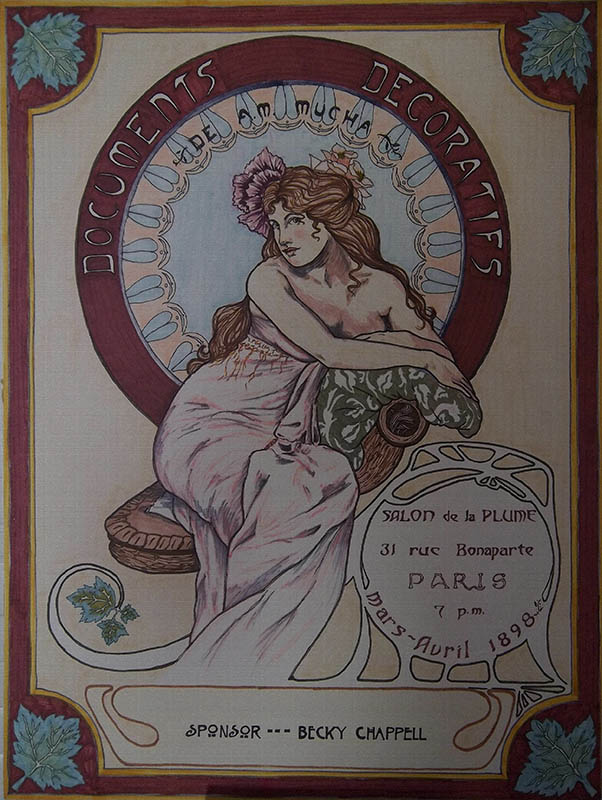 DOCUMENTS DECORATIFS
DE AM MUCHA
SALON de la PLUME
31 rue Bonaparte
PARIS
7 p.m.
Mars-Avril 1898
SPONSOR --- BECKY CHAPPELL